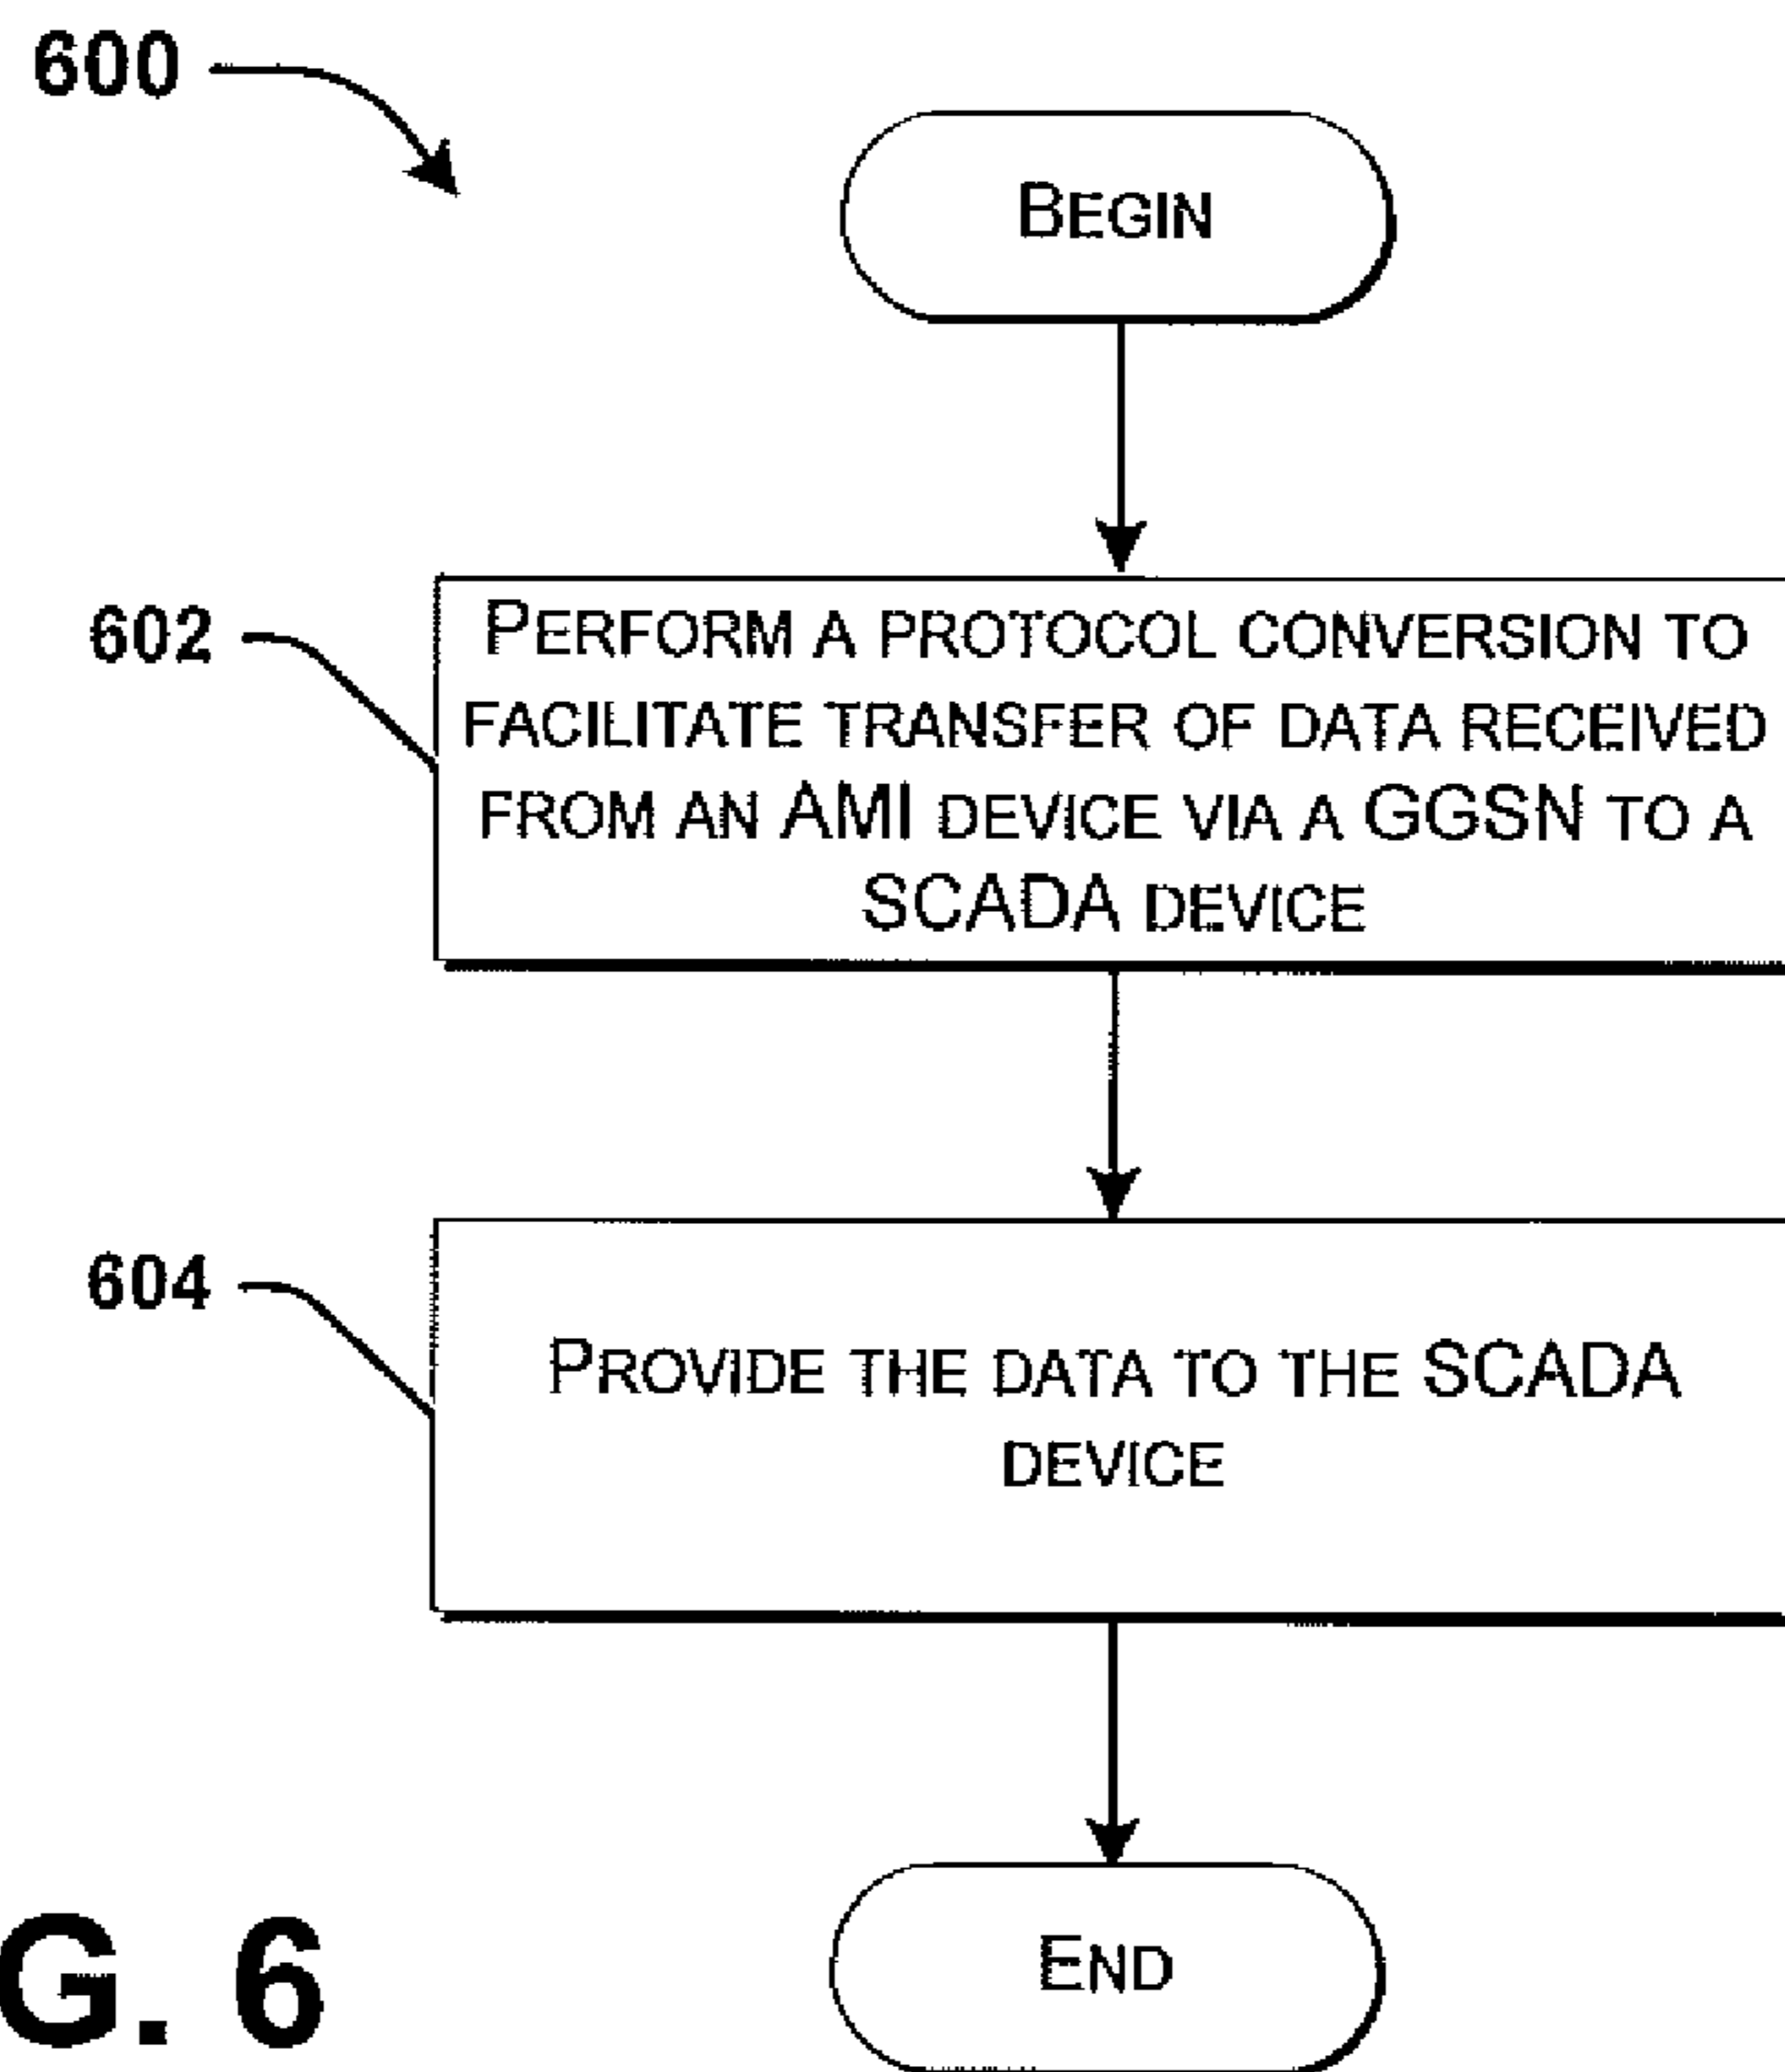 600
BEGIN
602
PERFORM A PROTOCOL CONVERSION TO
FACILITATE TRANSFER OF DATA RECEIVED
FROM AN AMI DEVICE VIA A GGSN TO A
SCADA DEVICE
604
PROVIDE THE DATA TO THE SCADA
DEVICE
END
G. 6